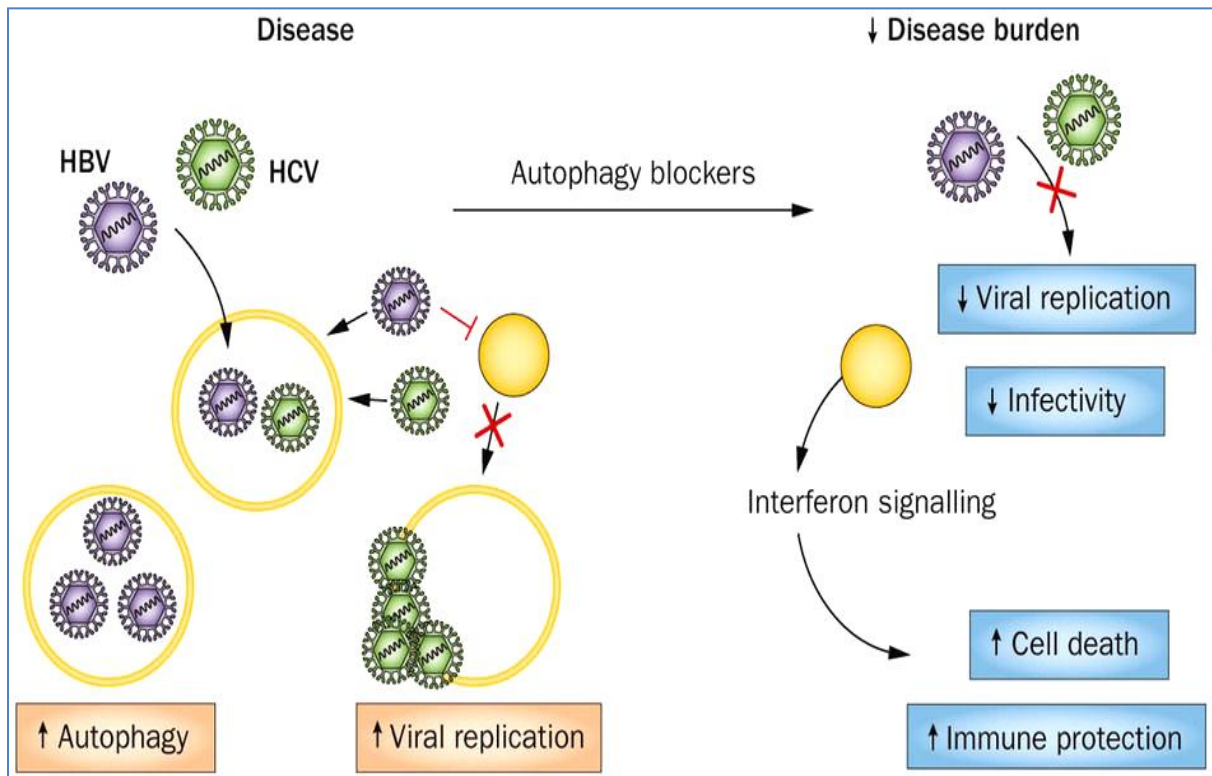 Disease
↓ Disease burden
HBV
HCV
Autophagy blockers
↓ Viral replication
↓ Infectivity
Interferon signalling
↑ Cell death
↑ Autophagy
↑ Viral replication
↑ Immune protection